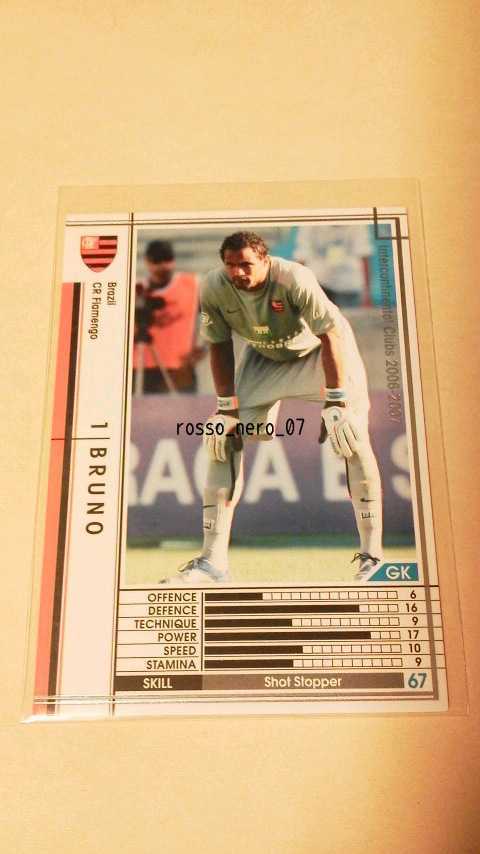 Brazil
CR Flamengo
1 BRUNO
Intercontinental Clubs 2006-2007
rosso_nero_07
RAÇA E S
GK
OFFENCE 6
DEFENCE 16
TECHNIQUE 9
POWER 17
SPEED 10
STAMINA 9
SKILL Shot Stopper 67